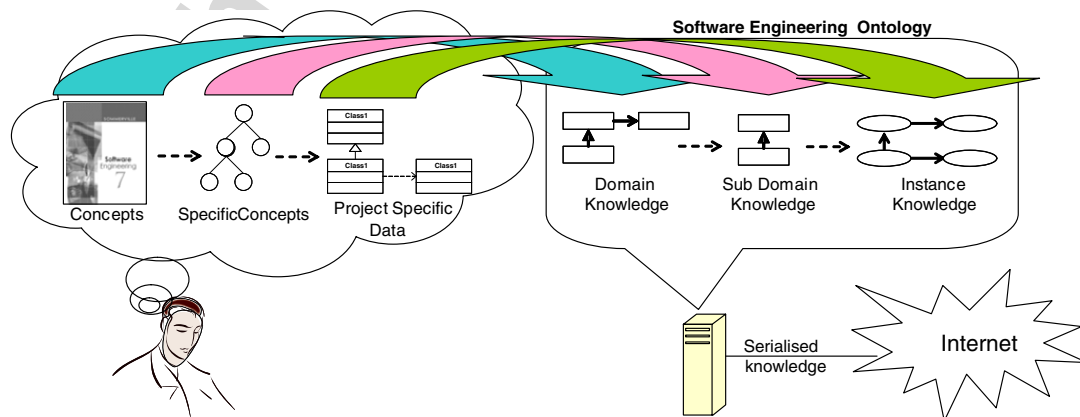 Software Engineering Ontology
Class1
Class1
Class1
SOMMERVILLE
Software
Engineering
7
Concepts
SpecificConcepts
Project Specific
Data
Domain
Knowledge
Sub Domain
Knowledge
Instance
Knowledge
Serialised
knowledge
Internet